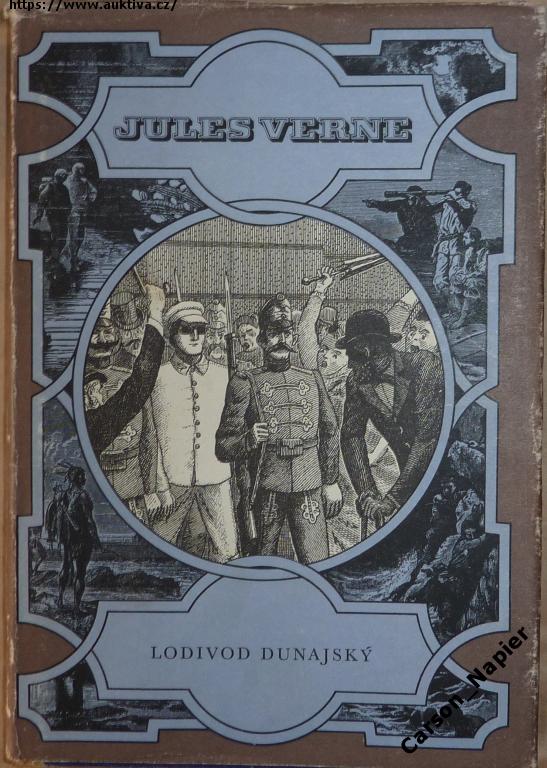 https://www.auktiva.cz/
JULES VERNE
LODIVOD DUNAJSKÝ
Carson_Napier